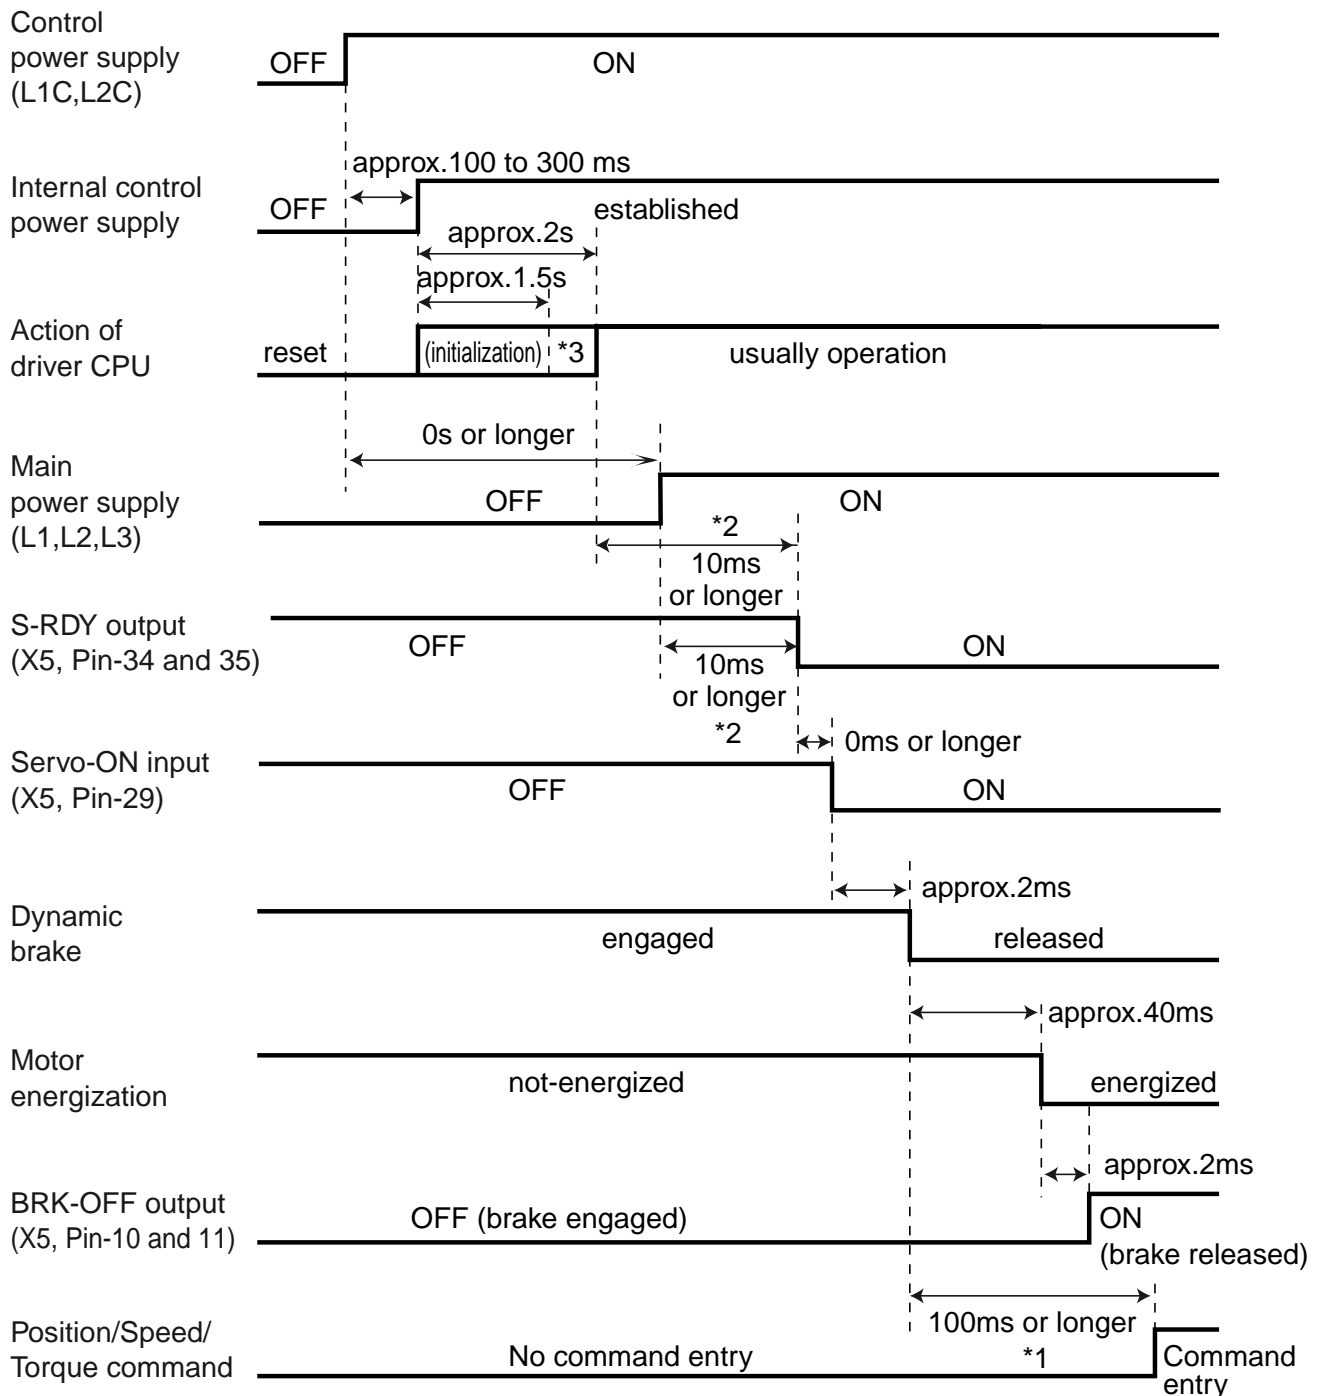 Control
power supply
(L1C,L2C)
OFF
ON
approx.100 to 300 ms
Internal control
power supply
OFF
established
approx.2s
approx.1.5s
Action of
driver CPU
reset
(initialization)
*3
usually operation
0s or longer
Main
power supply
(L1,L2,L3)
OFF
ON
*2
10ms
or longer
S-RDY output
(X5, Pin-34 and 35)
OFF
ON
10ms
or longer
*2
0ms or longer
Servo-ON input
(X5, Pin-29)
OFF
ON
approx.2ms
Dynamic
brake
engaged
released
approx.40ms
Motor
energization
not-energized
energized
approx.2ms
BRK-OFF output
(X5, Pin-10 and 11)
OFF (brake engaged)
ON
(brake released)
100ms or longer
*1
Position/Speed/
Torque command
No command entry
Command
entry